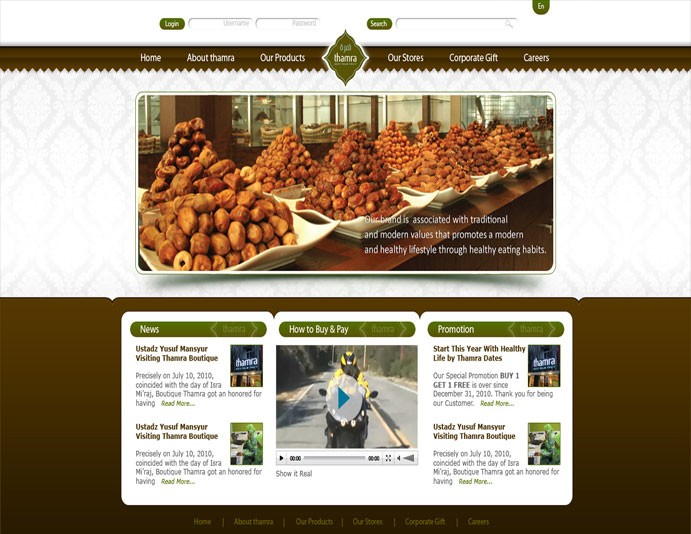 En
Login
Username
Password
Search
Home
About thamra
Our Products
thamra
Our Stores
Corporate Gift
Careers
Our brand is associated with traditional
and modern values that promotes a modern
and healthy lifestyle through healthy eating habits.
News
thamra
Ustadz Yusuf Mansyur
Visiting Thamra Boutique
thamra
Precisely on July 10, 2010,
coincided with the day of Isra
Mi'raj, Boutique Thamra got an honored for
having Read More...
Ustadz Yusuf Mansyur
Visiting Thamra Boutique
Precisely on July 10, 2010,
coincided with the day of Isra
Mi'raj, Boutique Thamra got an honored for
having Read More...
How to Buy & Pay
thamra
00:00
00:00
Show it Real
Promotion
thamra
Start This Year With Healthy
Life by Thamra Dates
thamra
Our Special Promotion BUY 1
GET 1 FREE is over since
December 31, 2010. Thank you for being
our Customer. Read More...
Ustadz Yusuf Mansyur
Visiting Thamra Boutique
Precisely on July 10, 2010,
coincided with the day of Isra
Mi'raj, Boutique Thamra got an honored for
having Read More...
Home | About thamra | Our Products | Our Stores | Corporate Gift | Careers